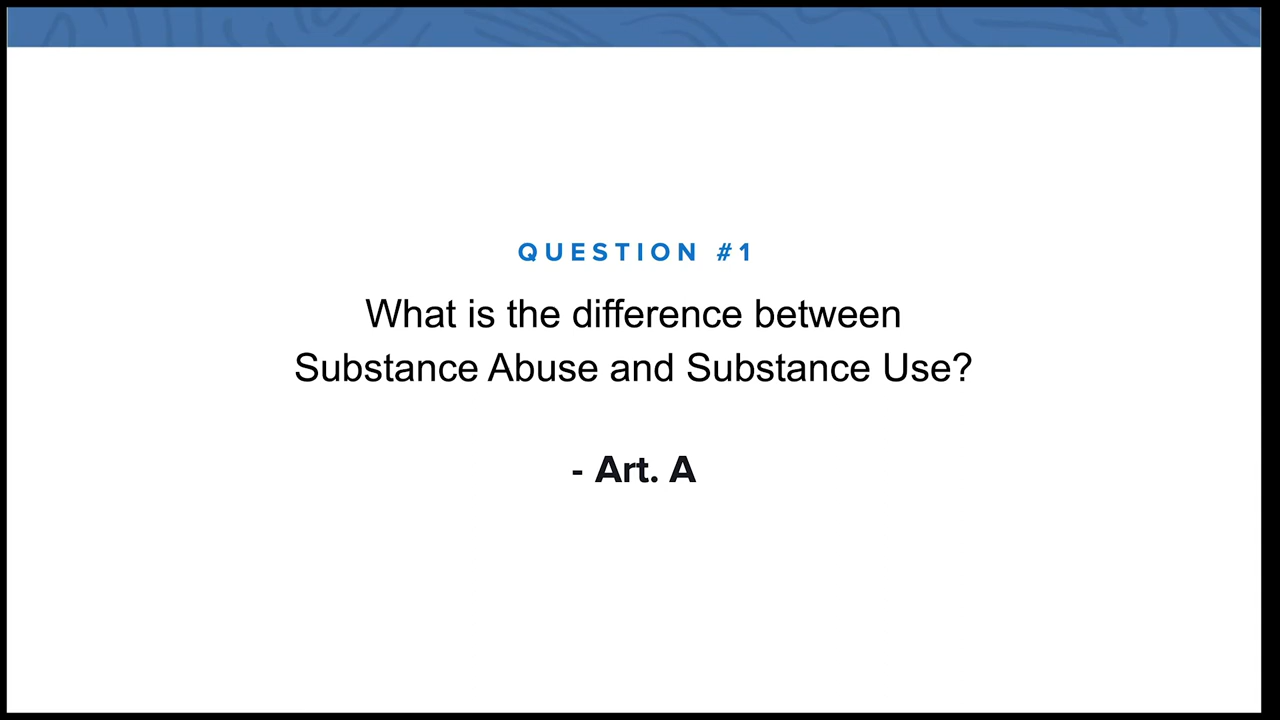 QUESTION #1
What is the difference between
Substance Abuse and Substance Use?
- Art. A